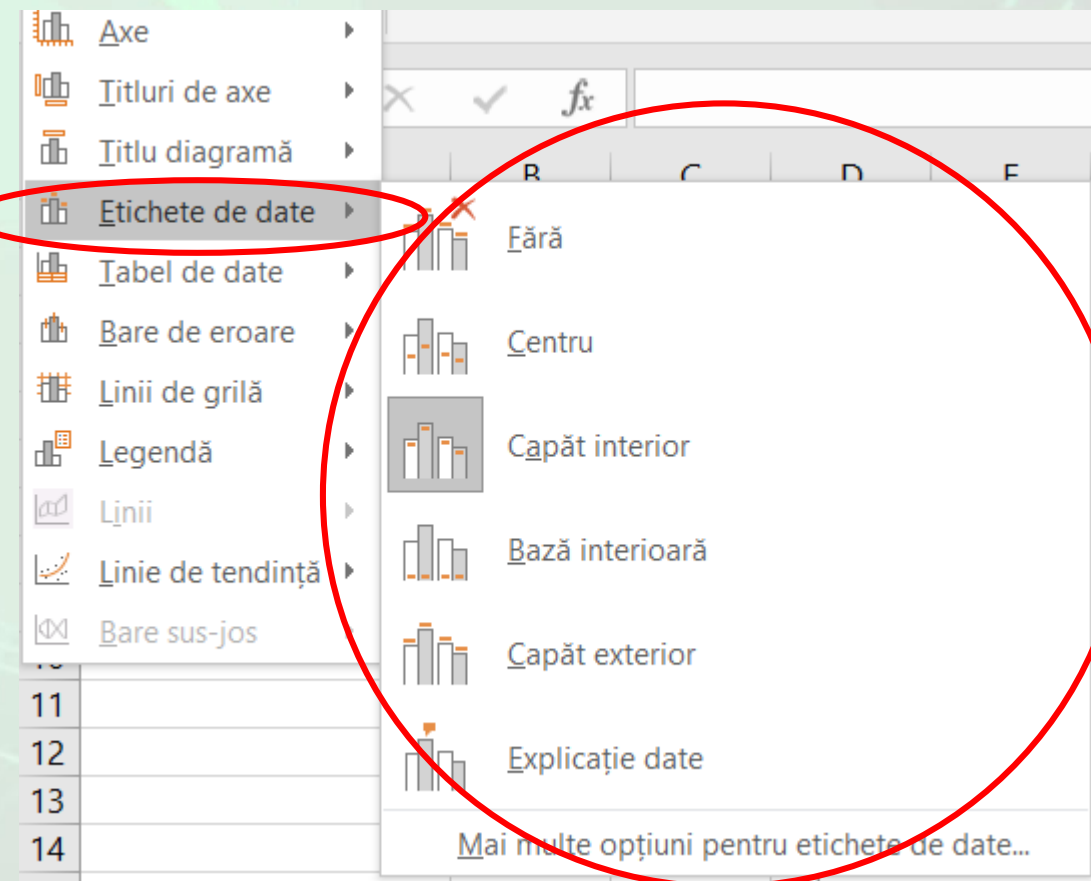 Axe
Titluri de axe
Titlu diagramă
Etichete de date
Tabel de date
Bare de eroare
Linii de grilă
Legendă
Linii
Linie de tendință
Bare sus-jos
fx
B C D E
Fără
Centru
Capăt interior
Bază interioară
Capăt exterior
Explicație date
Mai multe opțiuni pentru etichete de date...
10
11
12
13
14